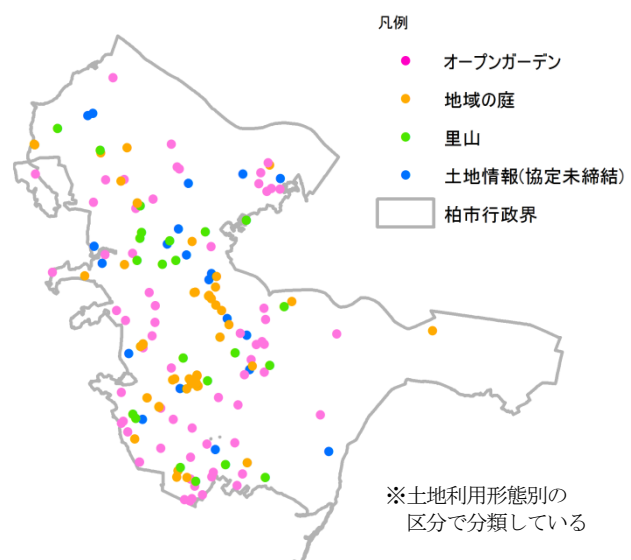 凡例
オープンガーデン
地域の庭
里山
土地情報(協定未締結)
柏市行政界
※土地利用形態別の
区分で分類している